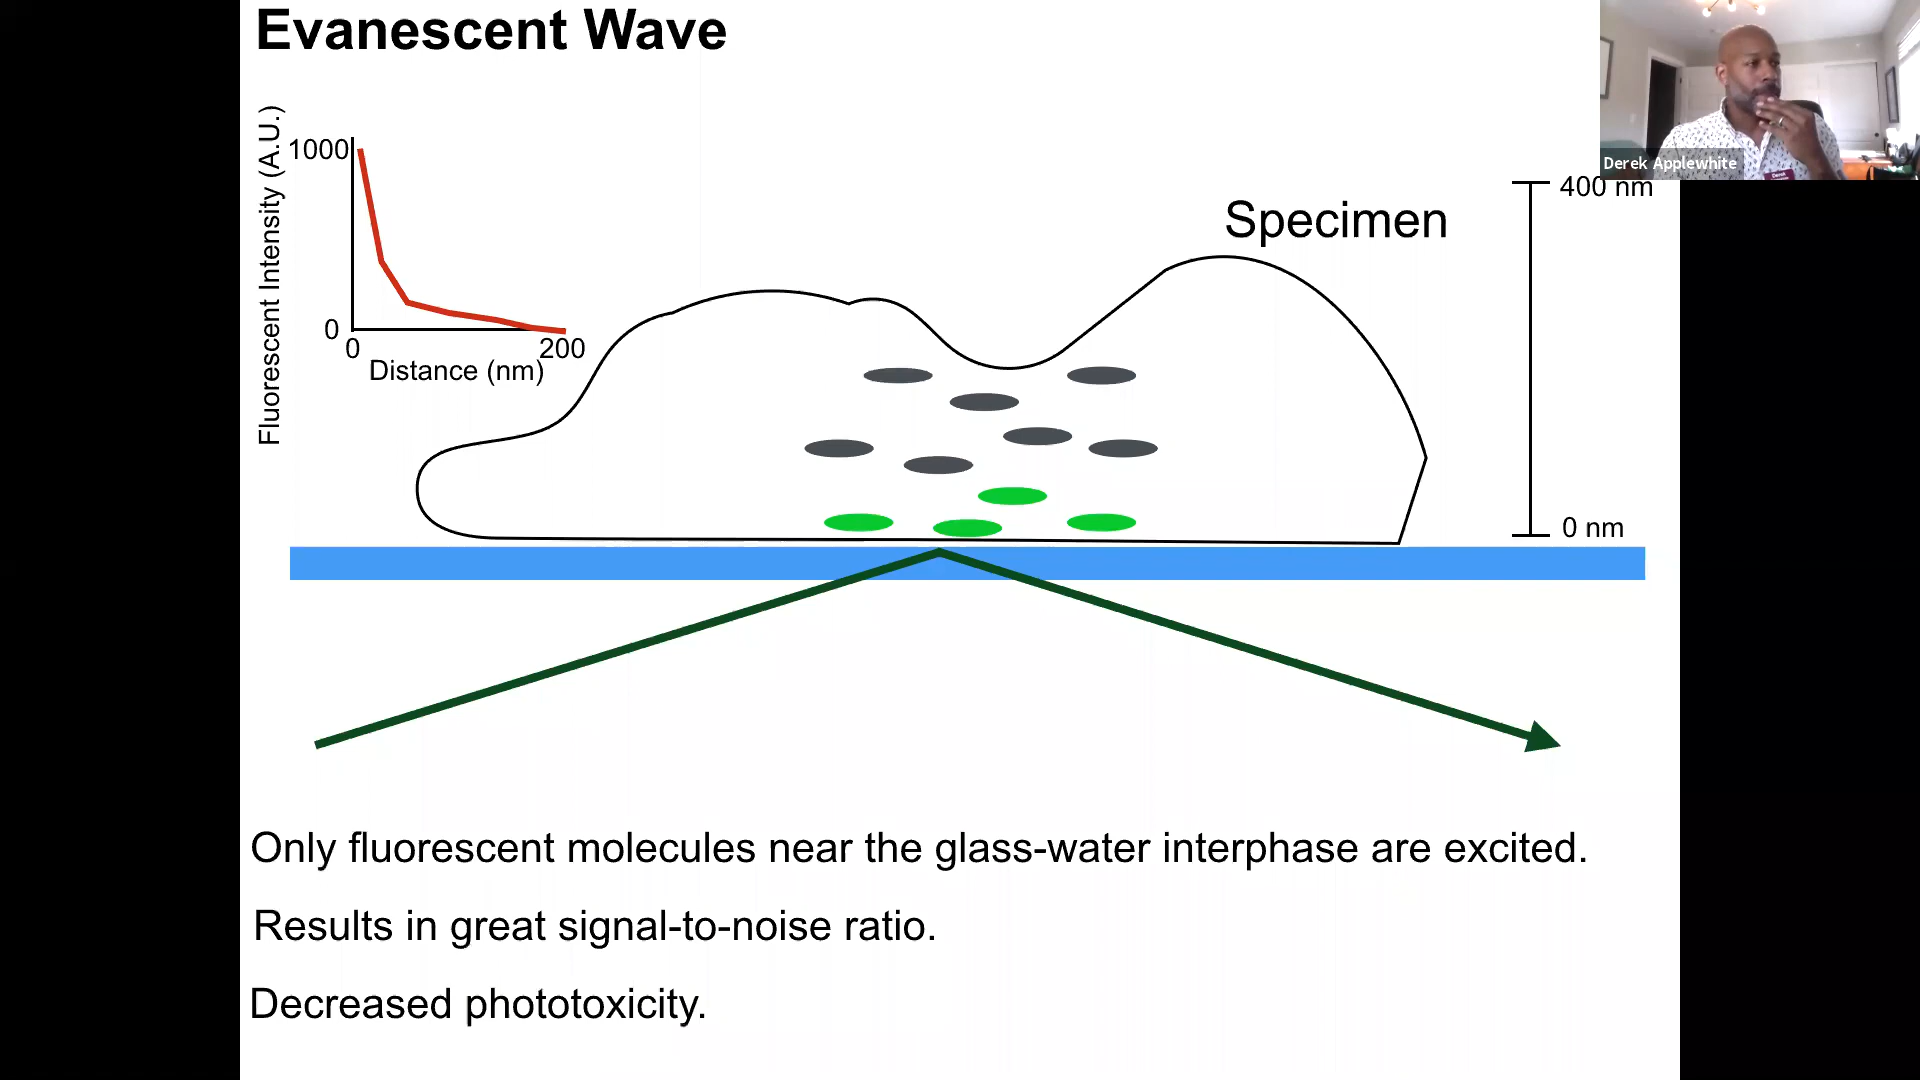 Evanescent Wave
Fluorescent Intensity (A.U.)
1000
0
0
200
Distance (nm)
Specimen
400 nm
0 nm
Derek Applewhite
Only fluorescent molecules near the glass-water interphase are excited.
Results in great signal-to-noise ratio.
Decreased phototoxicity.